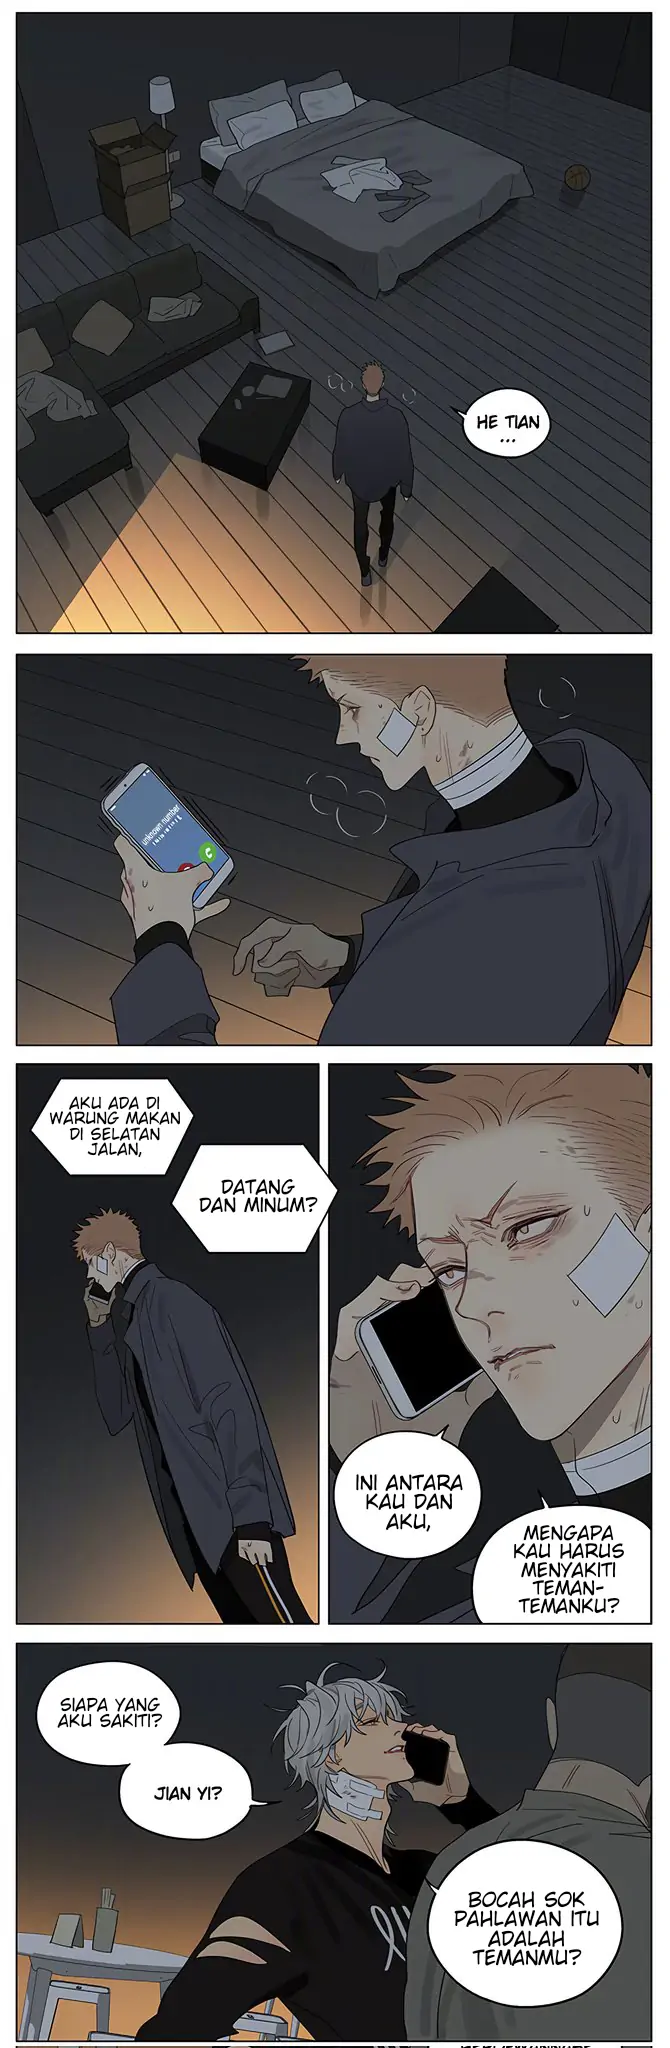 HE TIAN
...
unknown number
AKU ADA DI
WARUNG MAKAN
DI SELATAN
JALAN,
DATANG
DAN MINUM?
INI ANTARA
KAU DAN
AKU,
MENGAPA
KAU HARUS
MENYAKITI
TEMAN-
TEMANKU?
SIAPA YANG
AKU SAKITI?
JIAN YI?
BOCAH SOK
PAHLAWAN ITU
ADALAH
TEMANMU?